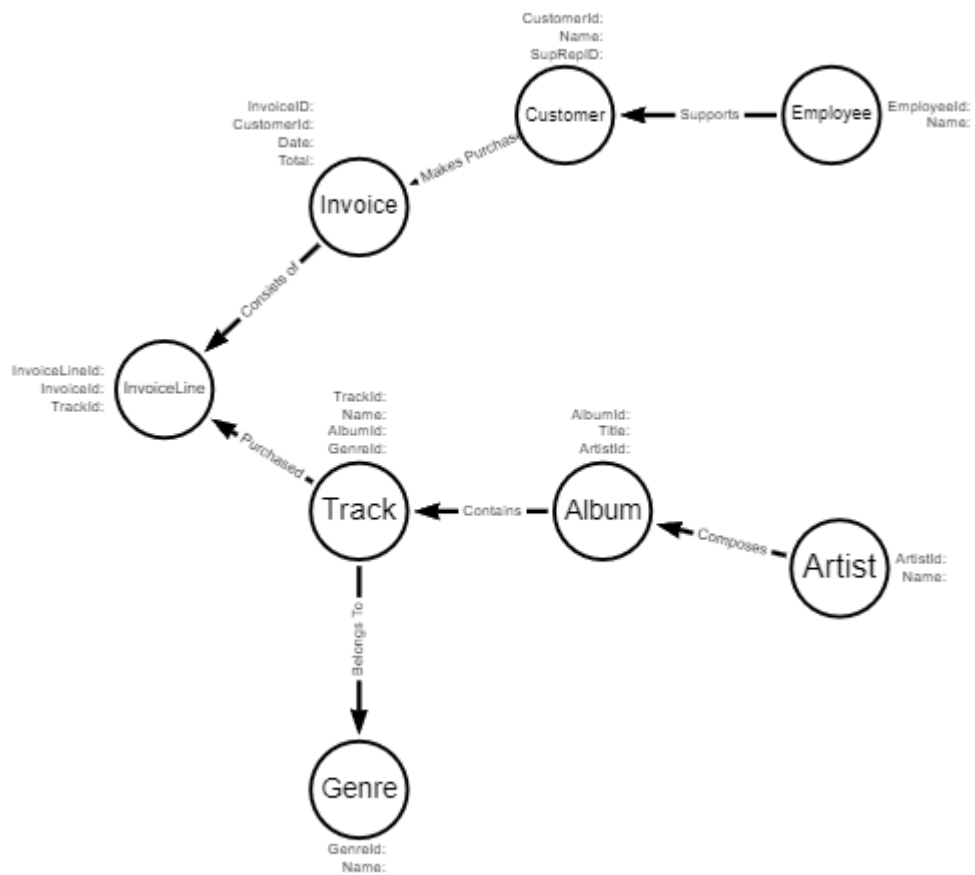 CustomerId:
Name:
SupRepID:
Customer
Supports
Employee
EmployeeId:
Name:
InvoiceID:
CustomerId:
Date:
Total:
Makes Purchase
Invoice
Consists of
InvoiceLineId:
InvoiceId:
TrackId:
InvoiceLine
Purchased
TrackId:
Name:
AlbumId:
GenreId:
Track
Contains
AlbumId:
Title:
ArtistId:
Album
Composes
Artist
ArtistId:
Name:
Belongs To
Genre
GenreId:
Name: